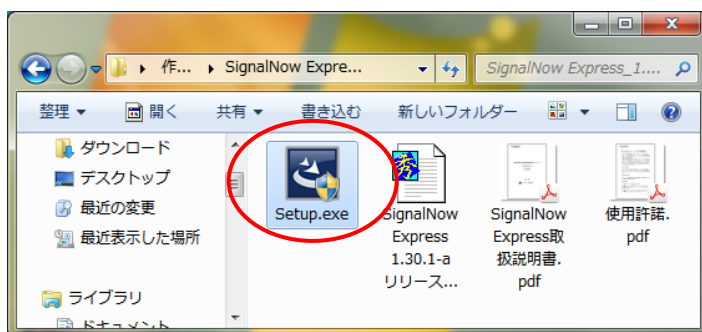 作... SignalNow Expre... SignalNow Express_1....
整理 開く 共有 書き込む 新しいフォルダー
ダウンロード
デスクトップ
最近の変更
最近表示した場所
ライブラリ
ドキュメント
Setup.exe
SignalNow
Express
1.30.1-a
リリース...
SignalNow
Express取
扱説明書.
pdf
使用許諾.
pdf
秀